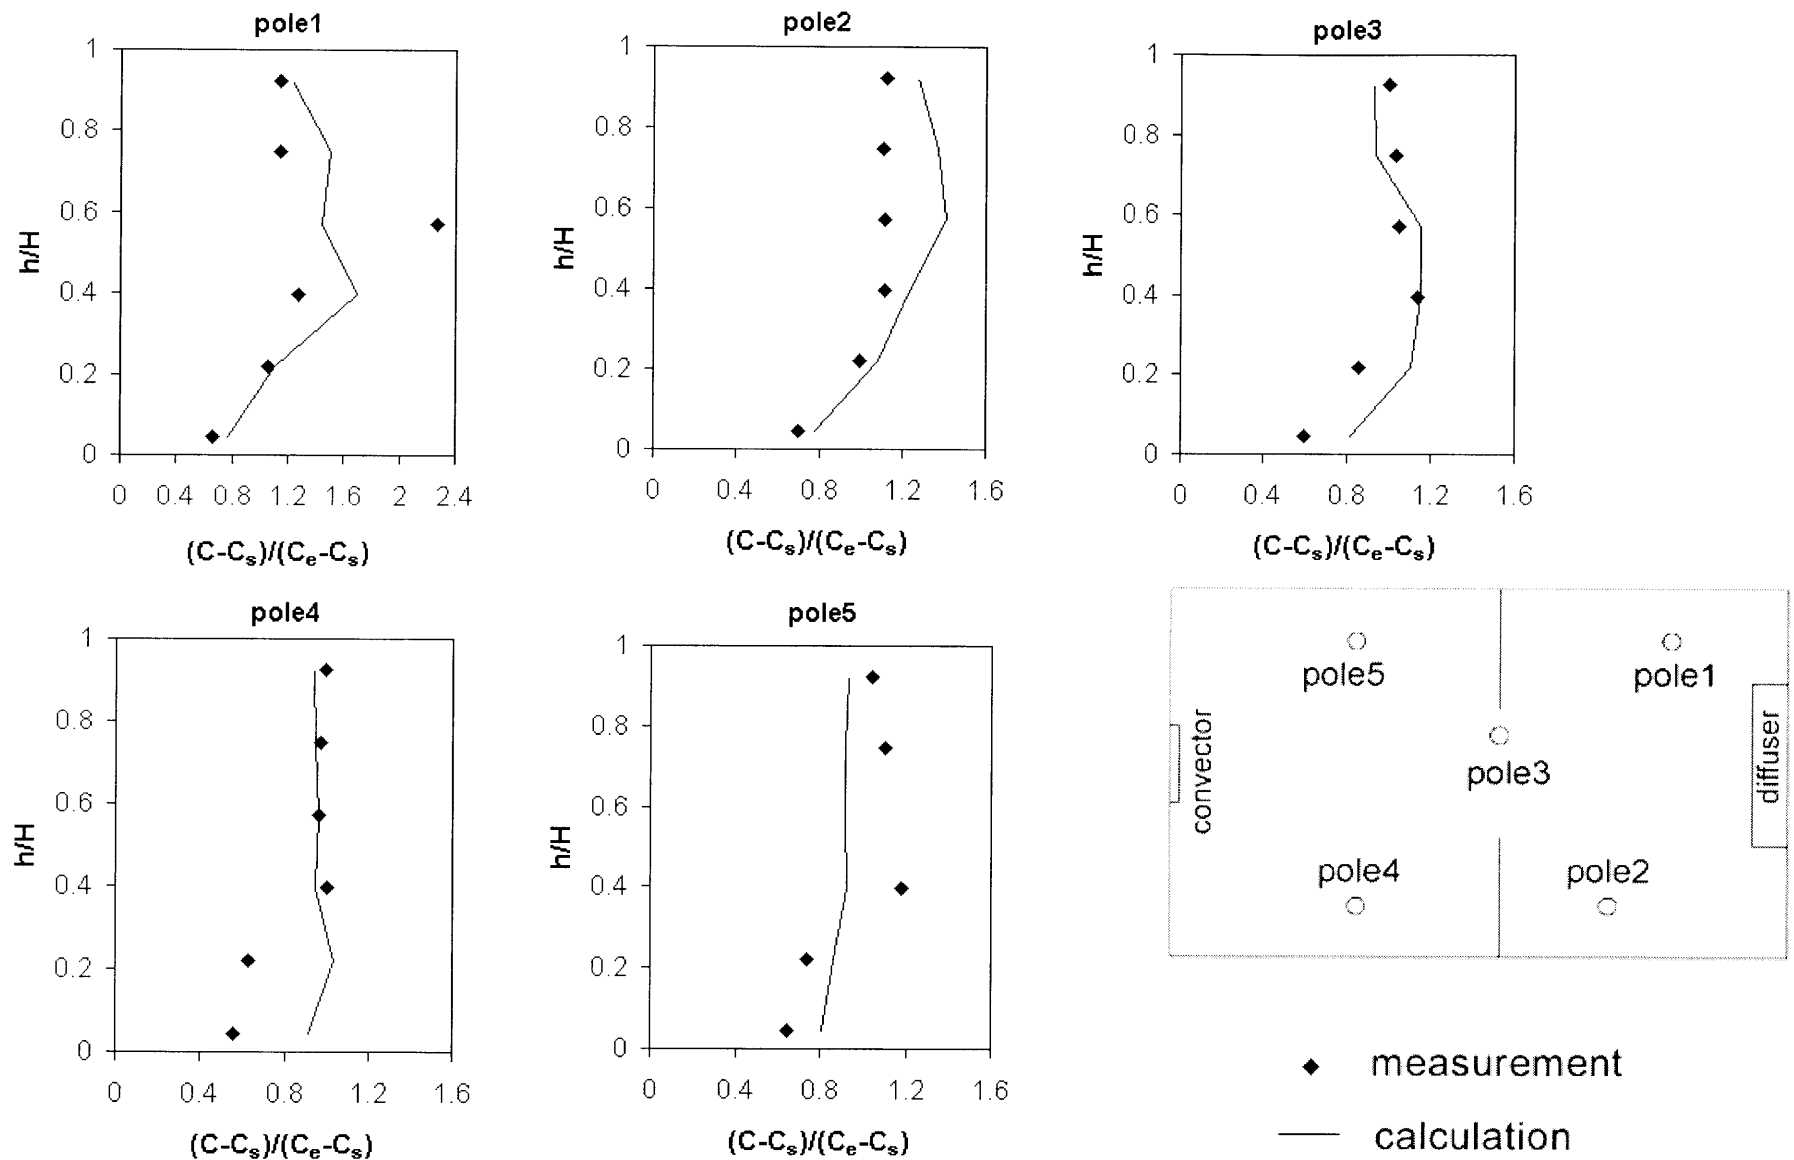 pole1
1
0.8
0.6
0.4
0.2
0
h/H
0 0.4 0.8 1.2 1.6 2 2.4
(C-Cs)/(Ce-Cs)
pole2
1
0.8
0.6
0.4
0.2
0
h/H
0 0.4 0.8 1.2 1.6
(C-Cs)/(Ce-Cs)
pole3
1
0.8
0.6
0.4
0.2
0
h/H
0 0.4 0.8 1.2 1.6
(C-Cs)/(Ce-Cs)
pole4
1
0.8
0.6
0.4
0.2
0
h/H
0 0.4 0.8 1.2 1.6
(C-Cs)/(Ce-Cs)
pole5
1
0.8
0.6
0.4
0.2
0
h/H
0 0.4 0.8 1.2 1.6
(C-Cs)/(Ce-Cs)
pole5
pole1
convector
pole3
diffuser
pole4
pole2
measurement
calculation